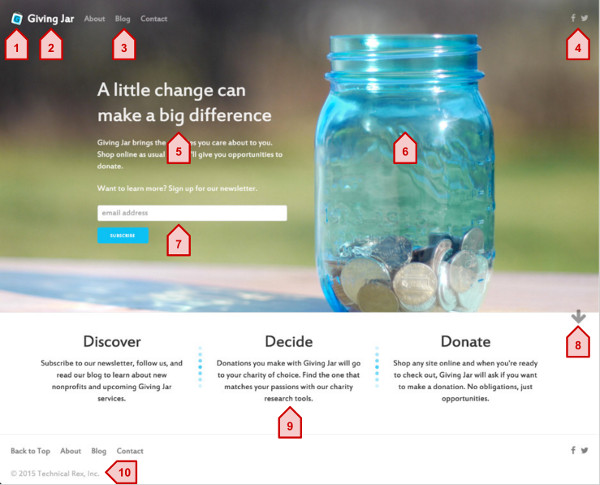 Giving Jar About Blog Contact
1 2 3 4
A little change can
make a big difference
Giving Jar brings the you care about to you.
Shop online as usual give you opportunities to
donate.
5
6
Want to learn more? Sign up for our newsletter.
email address
SUBSCRIBE
7
8
Discover
Subscribe to our newsletter, follow us, and
read our blog to learn about new
nonprofits and upcoming Giving Jar
services.
Decide
Donations you make with Giving Jar will go
to your charity of choice. Find the one that
matches your passions with our charity
research tools.
Donate
Shop any site online and when you're ready
to check out, Giving Jar will ask if you want
to make a donation. No obligations, just
opportunities.
9
Back to Top About Blog Contact
© 2015 Technical Rex, Inc.
10